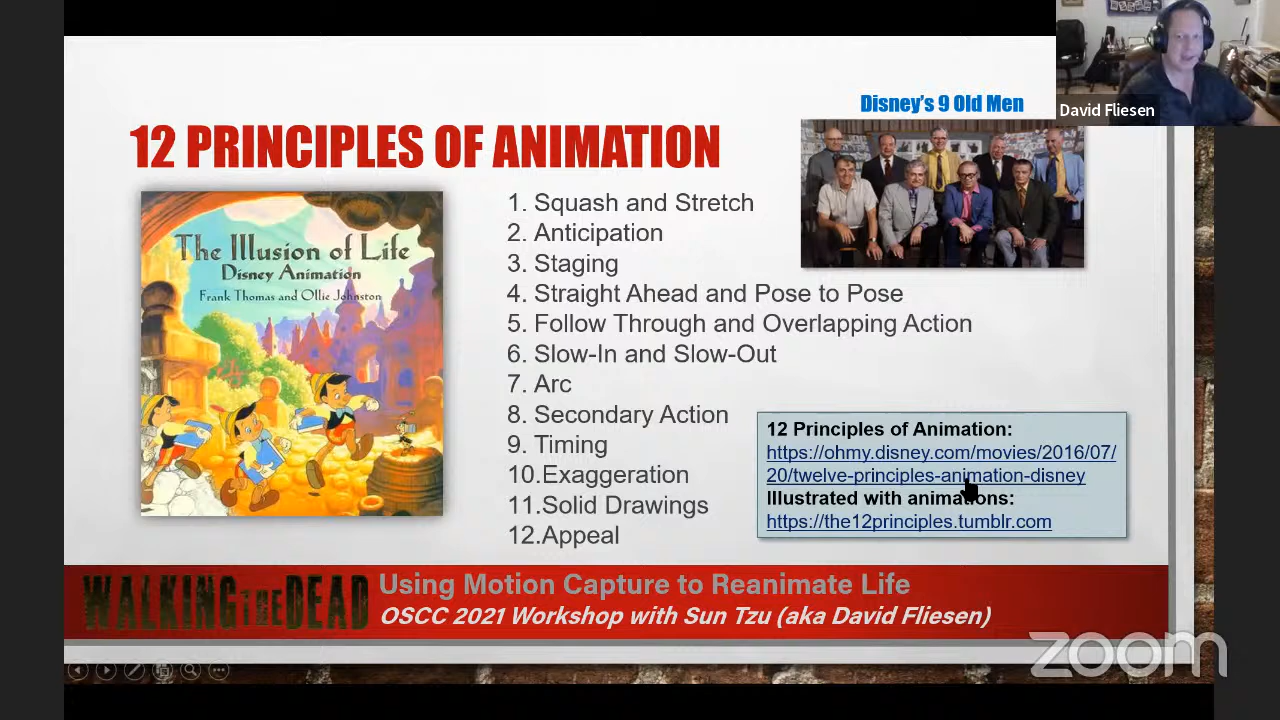 Disney's 9 Old Men
David Fliesen
12 PRINCIPLES OF ANIMATION
The Illusion of Life
Disney Animation
Frank Thomas and Ollie Johnston
1. Squash and Stretch
2. Anticipation
3. Staging
4. Straight Ahead and Pose to Pose
5. Follow Through and Overlapping Action
6. Slow-In and Slow-Out
7. Arc
8. Secondary Action
9. Timing
10.Exaggeration
11.Solid Drawings
12.Appeal
12 Principles of Animation:
https://ohmy.disney.com/movies/2016/07/
20/twelve-principles-animation-disney
Illustrated with animations:
https://the12principles.tumblr.com
WALKING THE DEAD
Using Motion Capture to Reanimate Life
OSCC 2021 Workshop with Sun Tzu (aka David Fliesen)
zoom